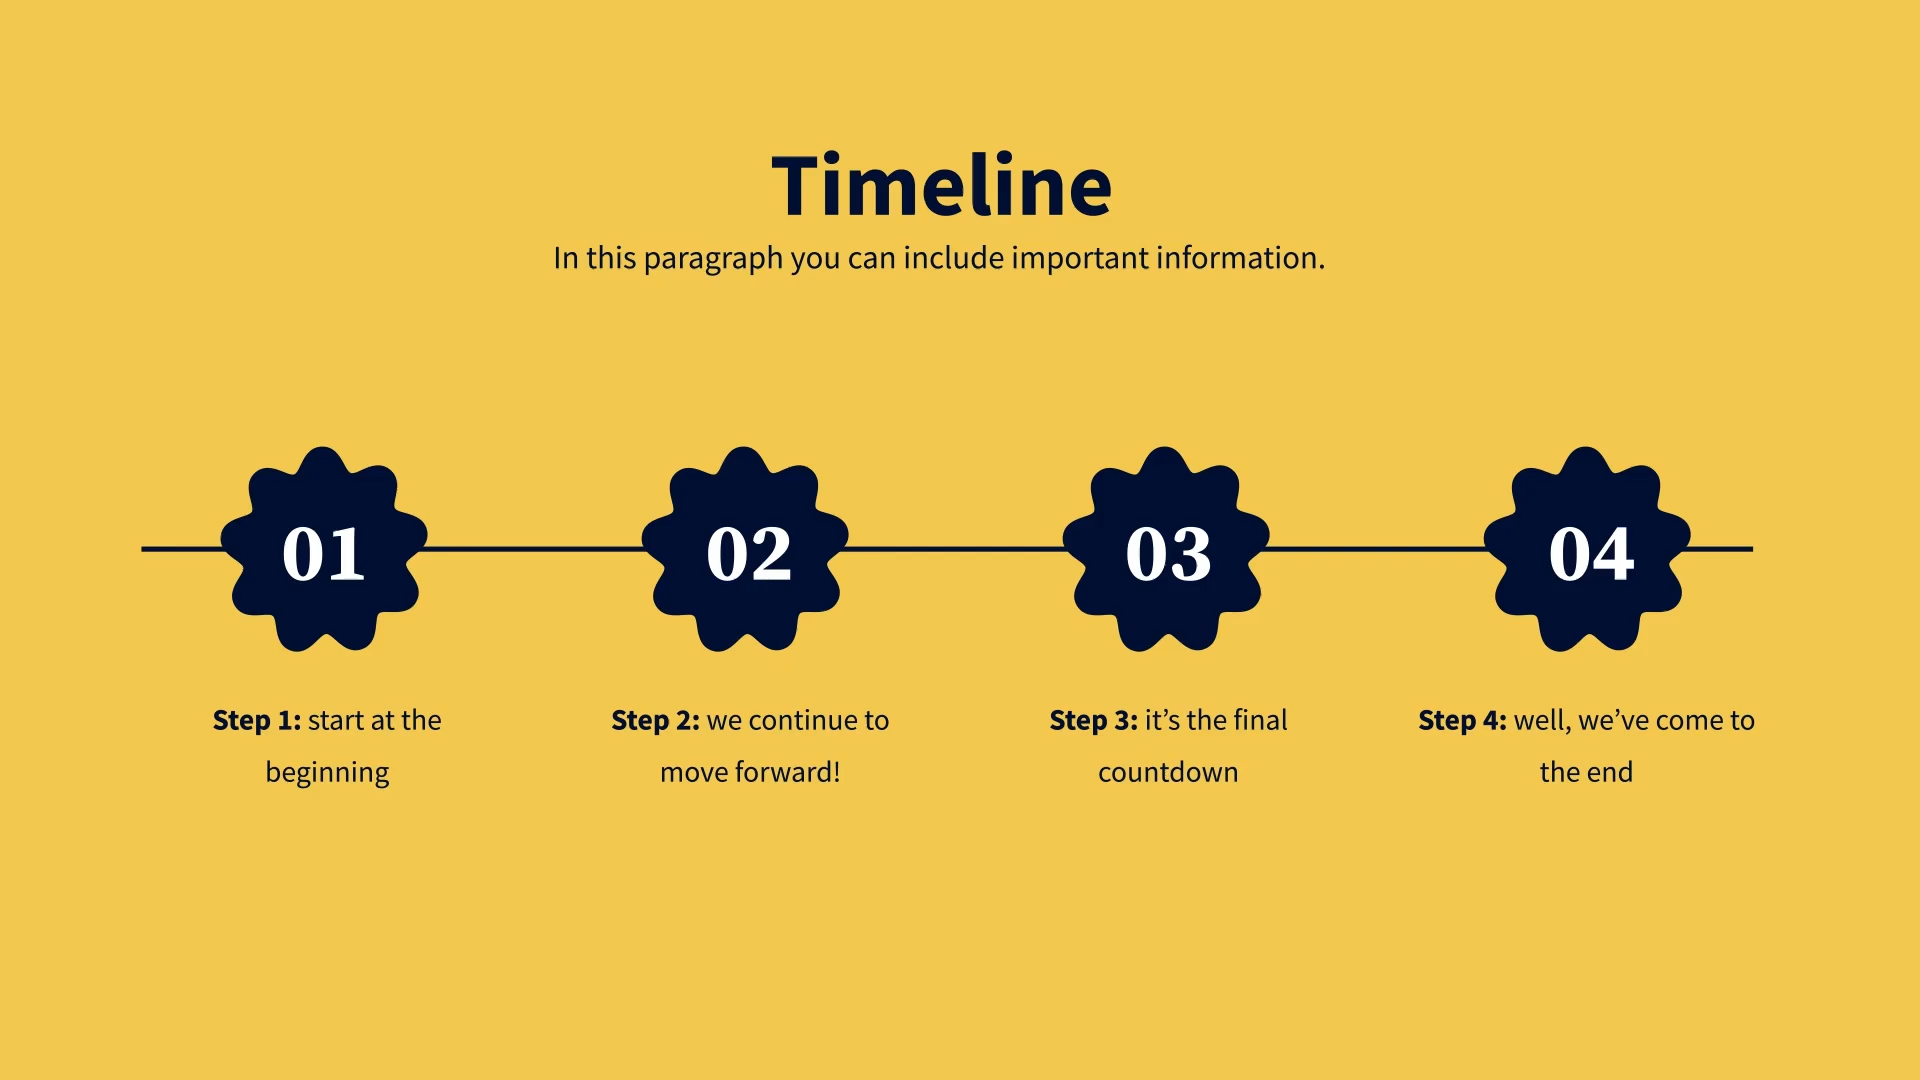 Timeline
In this paragraph you can include important information.
01
02
03
04
Step 1: start at the
beginning
Step 2: we continue to
move forward!
Step 3: it’s the final
countdown
Step 4: well, we’ve come to
the end